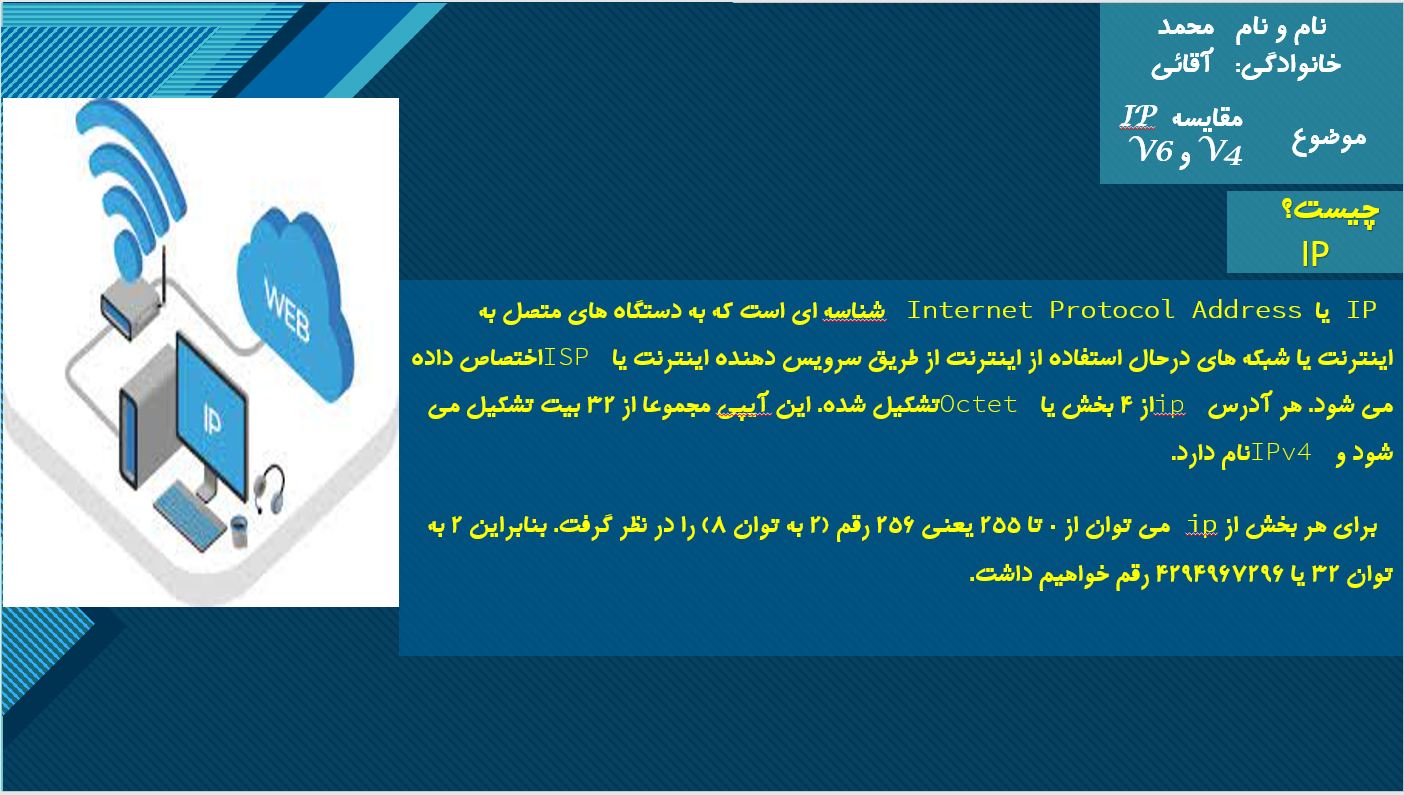 نام و نام محمد
خانوادگی: آقائی
موضوع مقایسه IP
V4 و V6
چیست؟
IP
IP یا Internet Protocol Address شناسه ای است که به دستگاه های متصل به
اینترنت یا شبکه های درحال استفاده از اینترنت از طریق سرویس دهنده اینترنت یا ISPاختصاص داده
می شود. هر آدرس ipاز ۴ بخش یا Octetتشکیل شده. این آیپی مجموعا از ۳۲ بیت تشکیل می
شود و IPv4نام دارد.
برای هر بخش از ip می توان از ۰ تا ۲۵۵ یعنی ۲۵۶ رقم (۲ به توان ۸) را در نظر گرفت. بنابراین ۲ به
توان ۳۲ یا ۴۲۹۴۹۶۷۲۹۶ رقم خواهیم داشت.
WEB
IP